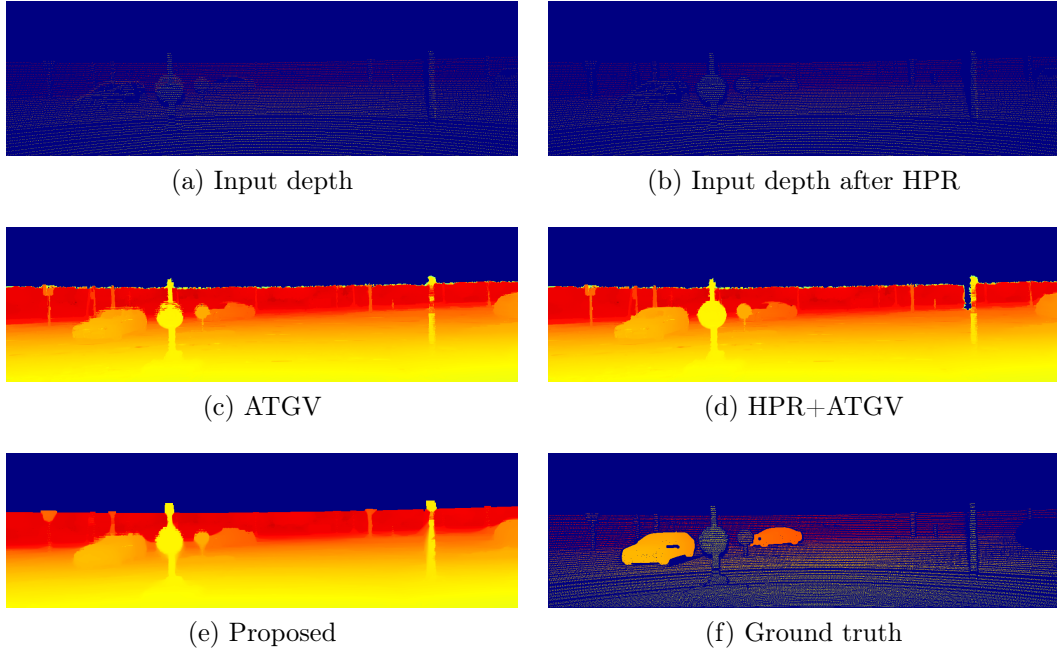 (a) Input depth
(b) Input depth after HPR
(c) ATGV
(d) HPR+ATGV
(e) Proposed
(f) Ground truth